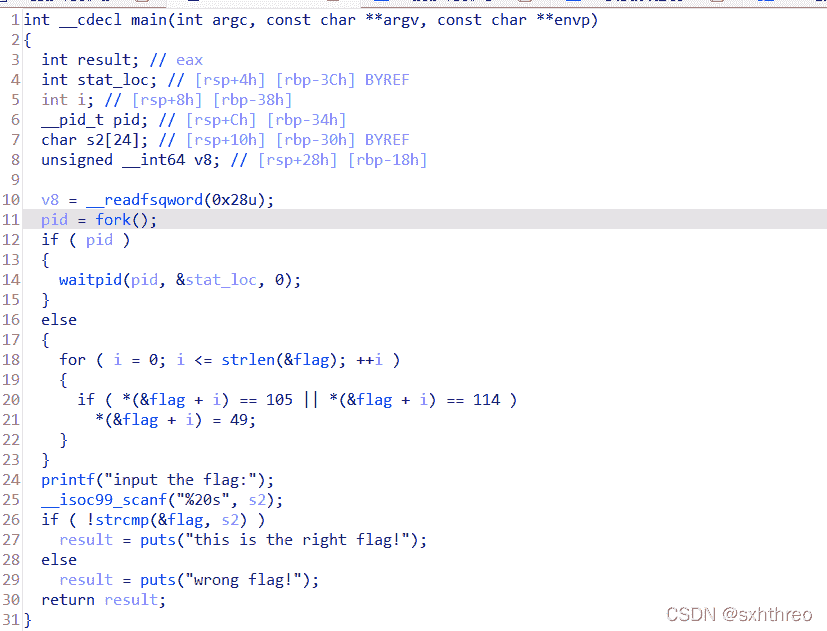 1 int __cdecl main(int argc, const char **argv, const char **envp)
2 {
3 int result; // eax
4 int stat_loc; // [rsp+4h] [rbp-3Ch] BYREF
5 int i; // [rsp+8h] [rbp-38h]
6 __pid_t pid; // [rsp+Ch] [rbp-34h]
7 char s2[24]; // [rsp+10h] [rbp-30h] BYREF
8 unsigned __int64 v8; // [rsp+28h] [rbp-18h]
9
10 v8 = __readfsqword(0x28u);
11 pid = fork();
12 if ( pid )
13 {
14 waitpid(pid, &stat_loc, 0);
15 }
16 else
17 {
18 for ( i = 0; i <= strlen(&flag); ++i )
19 {
20 if ( *(&flag + i) == 105 || *(&flag + i) == 114 )
21 *(&flag + i) = 49;
22 }
23 }
24 printf("input the flag:");
25 __isoc99_scanf("%20s", s2);
26 if ( !strcmp(&flag, s2) )
27 result = puts("this is the right flag!");
28 else
29 result = puts("wrong flag!");
30 return result;
31 }
CSDN @sxhthreo